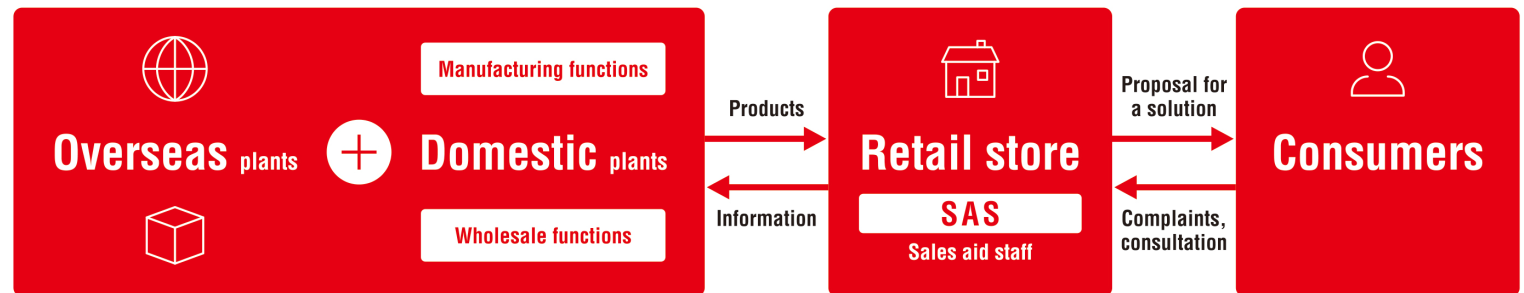 Manufacturing functions
Overseas plants
Domestic plants
Wholesale functions
Products
Information
Retail store
SAS
Sales aid staff
Proposal for
a solution
Complaints,
consultation
Consumers